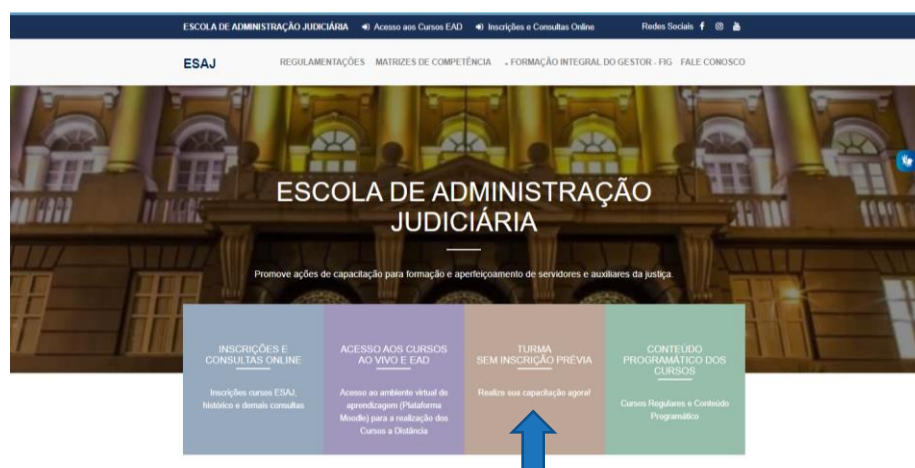 ESCOLA DE ADMINISTRAÇÃO JUDICIÁRIA Acesso aos Cursos EAD Inscrições e Consultas Online Redes Sociais
ESAJ REGULAMENTAÇÕES MATRIZES DE COMPETÊNCIA FORMAÇÃO INTEGRAL DO GESTOR - FIG FALE CONOSCO
ESCOLA DE ADMINISTRAÇÃO
JUDICIÁRIA
Promove ações de capacitação para formação e aperfeiçoamento de servidores e auxiliares da justiça.
INSCRIÇÕES E
CONSULTAS ONLINE
Inscrições cursos ESAJ,
histórico e demais consultas
ACESSO AOS CURSOS
AO VIVO E EAD
Acesso ao ambiente virtual de
aprendizagem (Plataforma
Moodle) para a realização dos
Cursos a Distância
TURMA
SEM INSCRIÇÃO PRÉVIA
Realize sua capacitação agora!
CONTEÚDO
PROGRAMÁTICO DOS
CURSOS
Cursos Regulares e Conteúdo
Programático